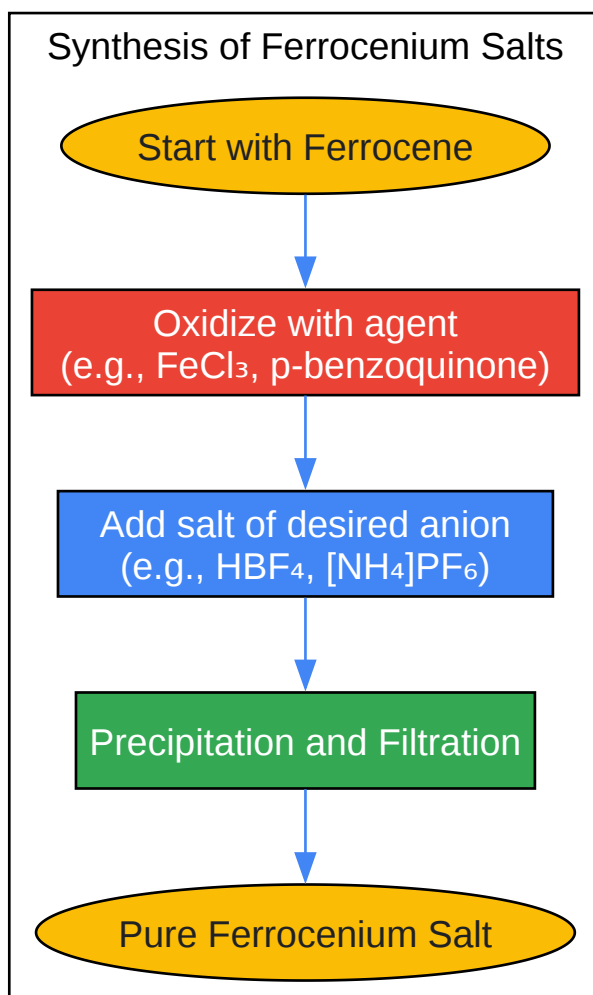 Synthesis of Ferrocenium Salts
Start with Ferrocene
Oxidize with agent
(e.g., FeCl₃, p-benzoquinone)
Add salt of desired anion
(e.g., HBF₄, [NH₄]PF₆)
Precipitation and Filtration
Pure Ferrocenium Salt